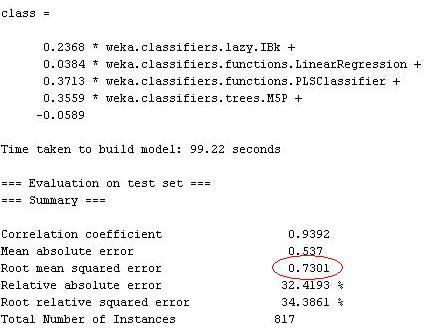 class =
0.2368 * weka.classifiers.lazy.IBk +
0.0384 * weka.classifiers.functions.LinearRegression +
0.3713 * weka.classifiers.functions.PLSClassifier +
0.3559 * weka.classifiers.trees.M5P +
-0.0589
Time taken to build model: 99.22 seconds
=== Evaluation on test set ===
=== Summary ===
Correlation coefficient 0.9392
Mean absolute error 0.537
Root mean squared error 0.7301
Relative absolute error 32.4193 %
Root relative squared error 34.3861 %
Total Number of Instances 817